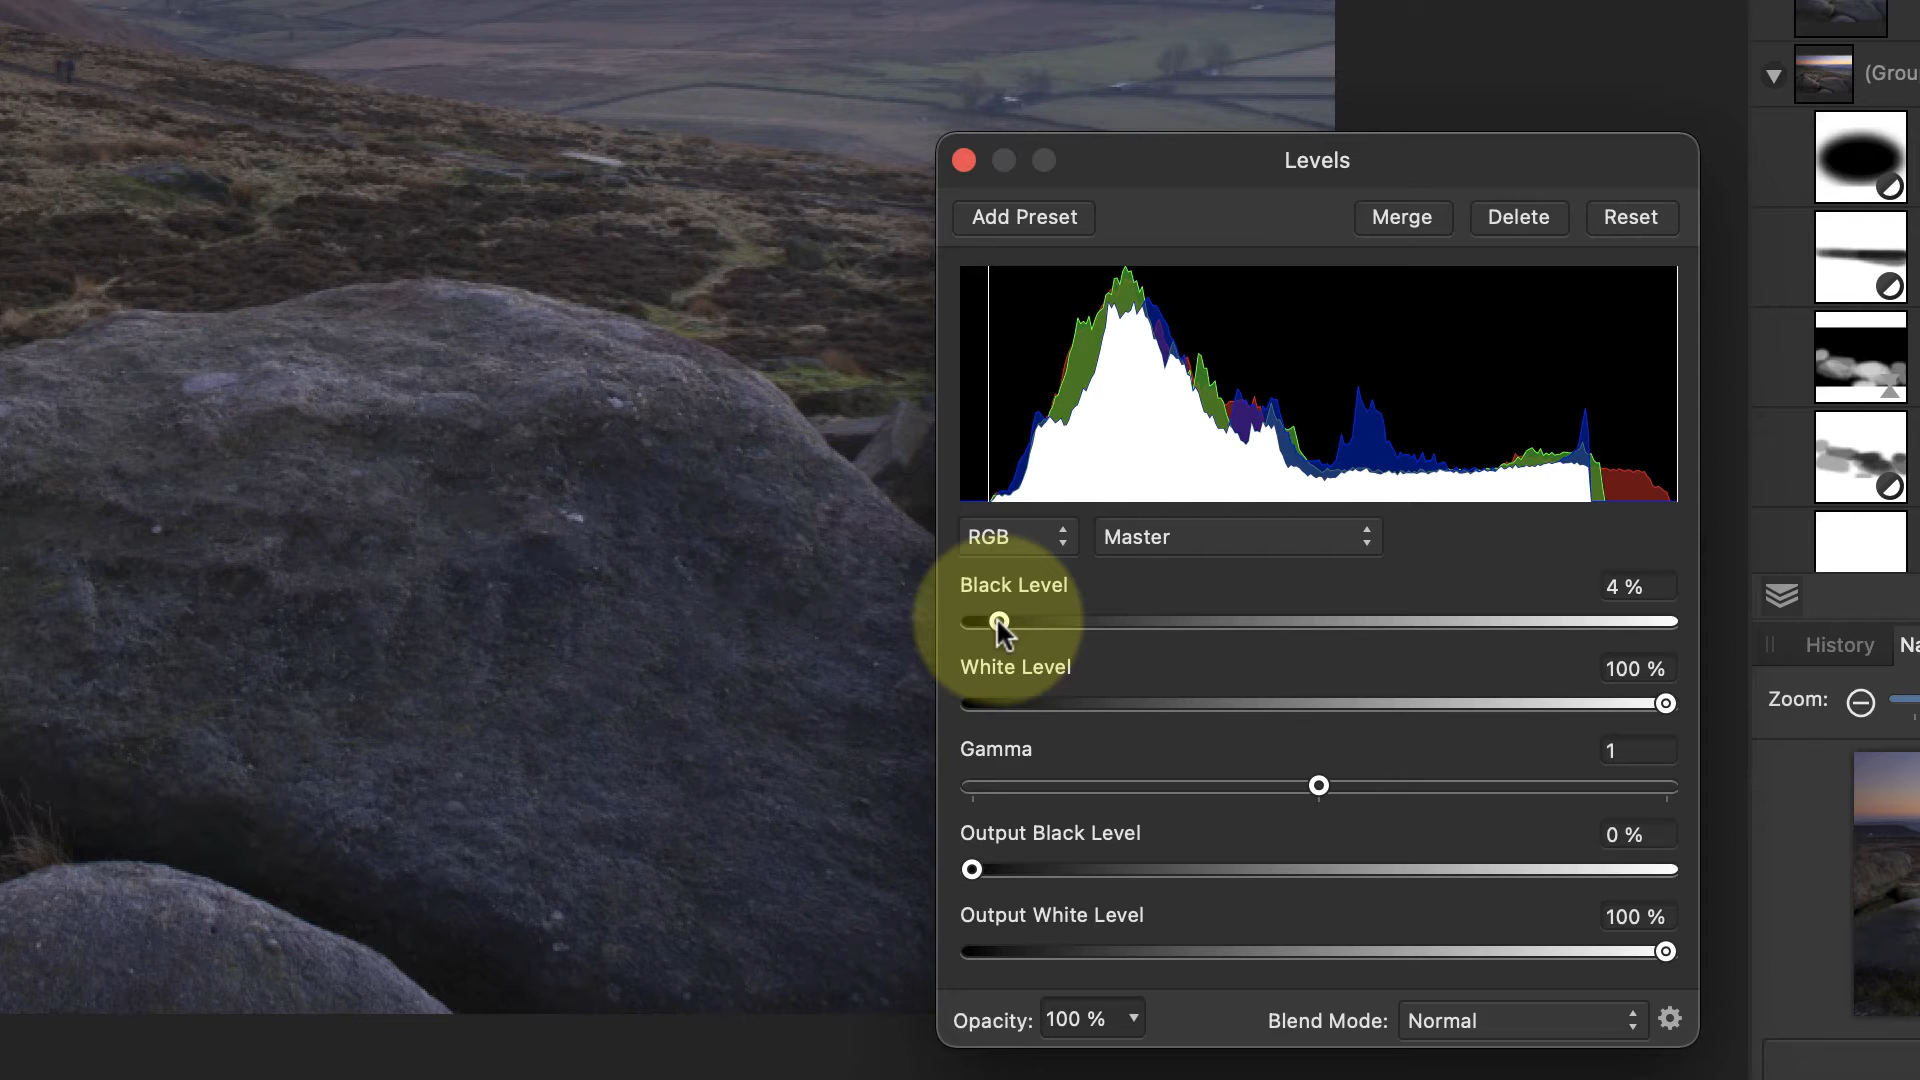 (Grou
Levels
Add Preset
Merge
Delete
Reset
RGB
Master
Black Level
4 %
White Level
100 %
Gamma
1
Output Black Level
0 %
Output White Level
100 %
Opacity:
100 %
Blend Mode:
Normal
History
Na
Zoom: